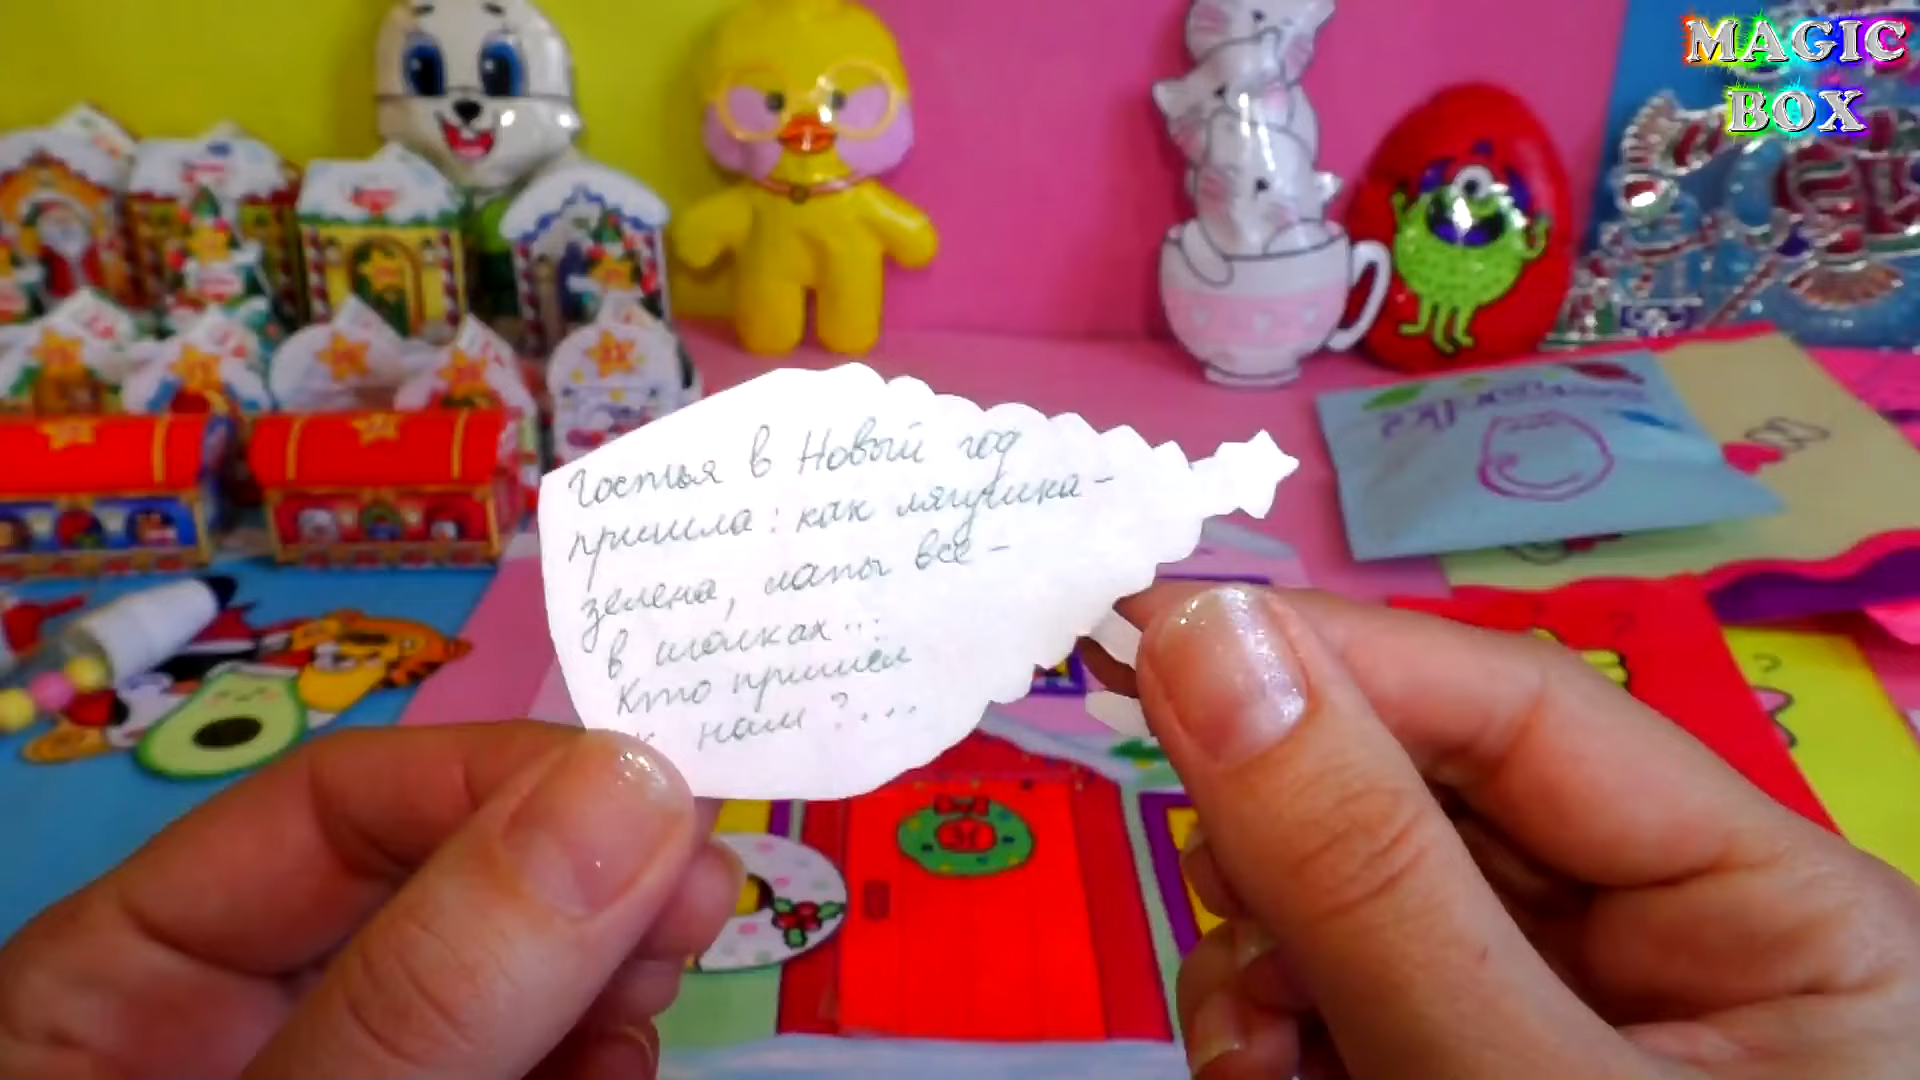 MAGIC
BOX
Гостья в Новый год
пришла: как лягушка -
зелена, лапы все -
в иголках...
Кто пришёл
к нам?...